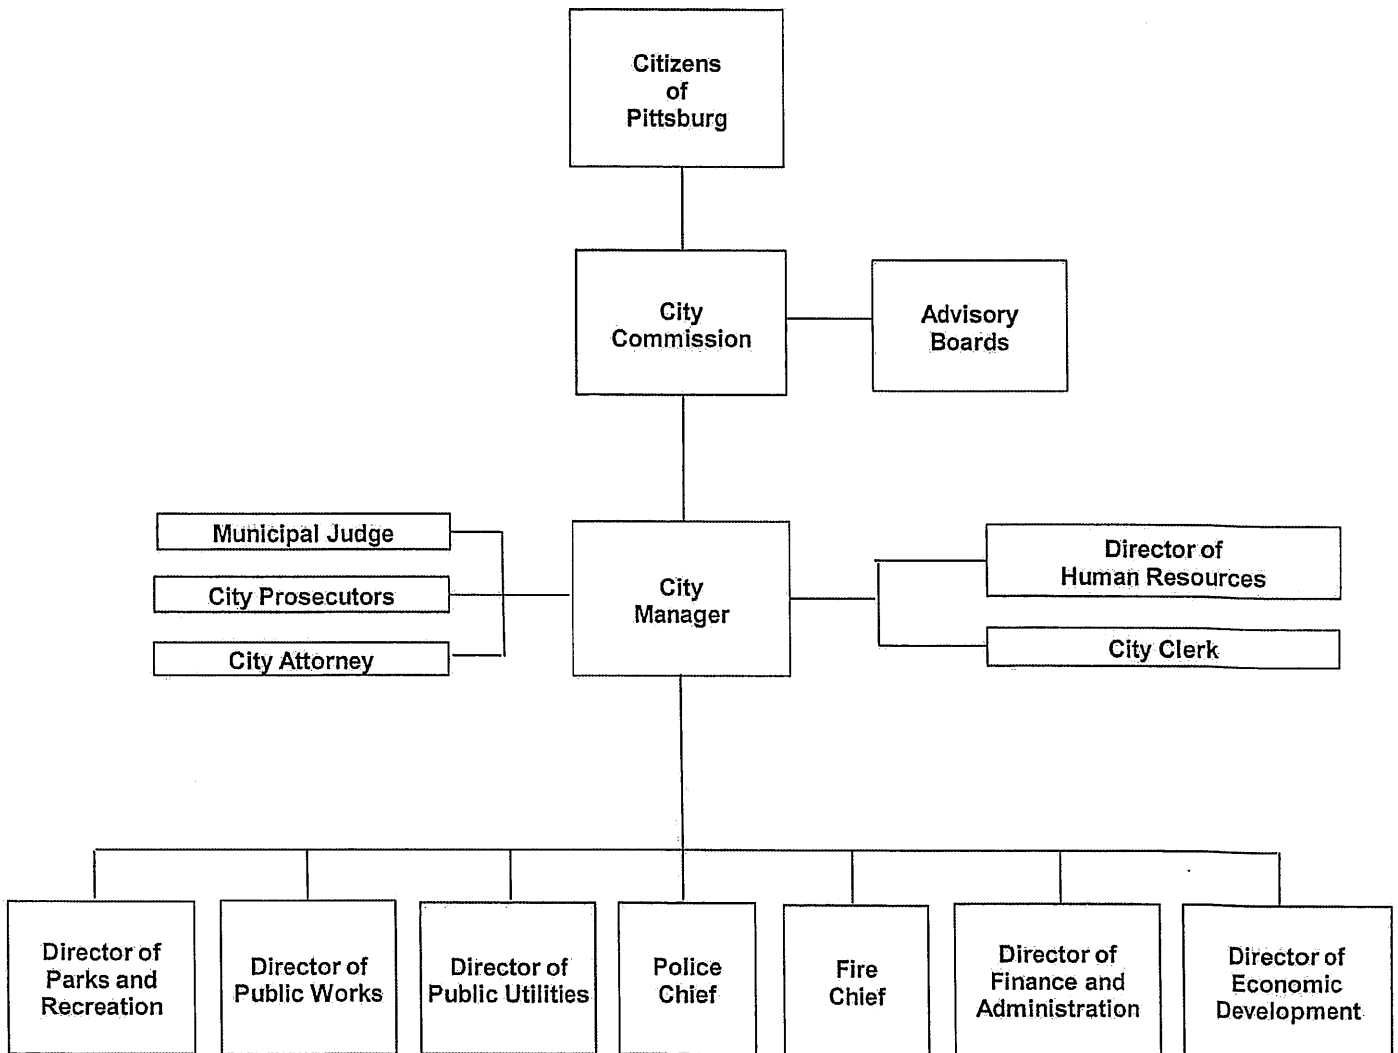 Citizens
of
Pittsburg
City
Commission
Advisory
Boards
Municipal Judge
City Prosecutors
City Attorney
City
Manager
Director of
Human Resources
City Clerk
Director of
Parks and
Recreation
Director of
Public Works
Director of
Public Utilities
Police
Chief
Fire
Chief
Director of
Finance and
Administration
Director of
Economic
Development